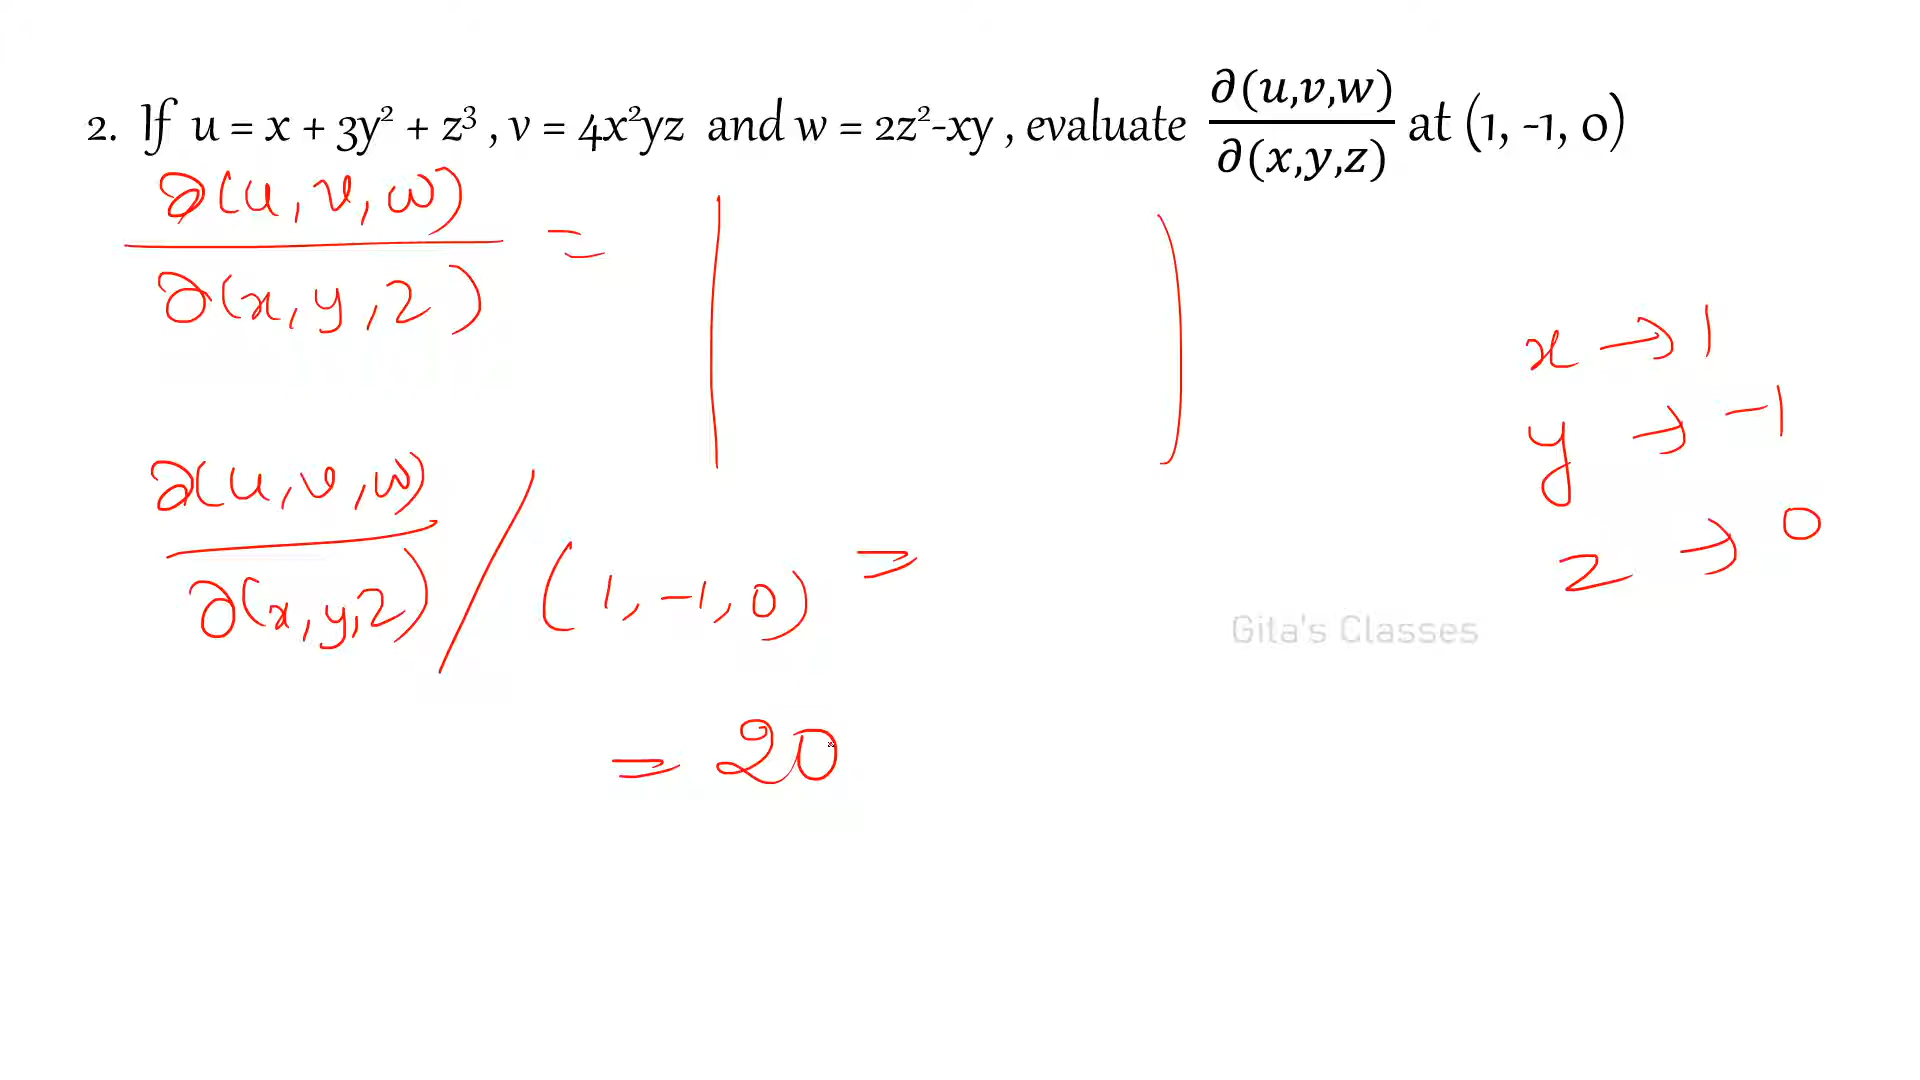 2. If u = x + 3y² + z³ , v = 4x²yz and w = 2z²-xy , evaluate ∂(u,v,w)/∂(x,y,z) at (1, -1, 0)
∂(u, v, w)/∂(x, y, z) = | |
x → 1
y → -1
z → 0
∂(u, v, w)/∂(x, y, z) / (1, -1, 0) =
Gita's Classes
= 20